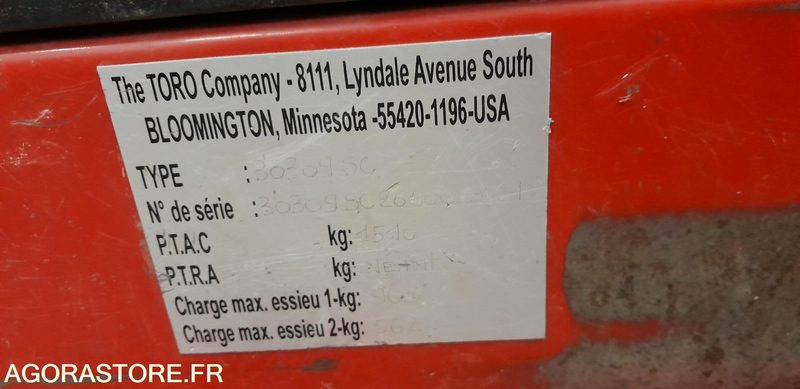 The TORO Company - 8111, Lyndale Avenue South
BLOOMINGTON, Minnesota -55420-1196-USA
TYPE :
N° de série :
P.T.A.C kg:
P.T.R.A kg: NEANT
Charge max. essieu 1-kg:
Charge max. essieu 2-kg:
AGORASTORE.FR